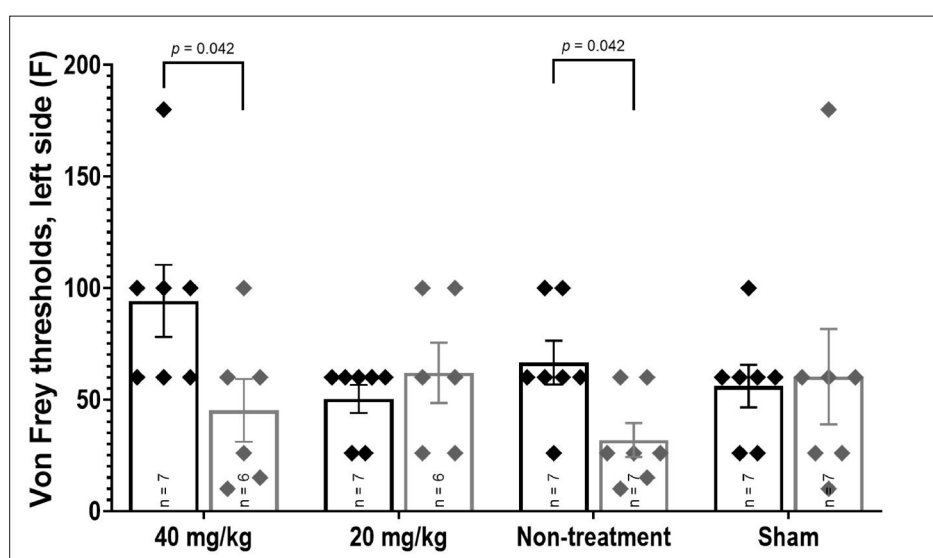 Von Frey thresholds, left side (F)
p = 0.042
p = 0.042
200
150
100
50
0
n = 7
n = 6
n = 7
n = 6
n = 7
n = 7
n = 7
n = 7
40 mg/kg
20 mg/kg
Non-treatment
Sham